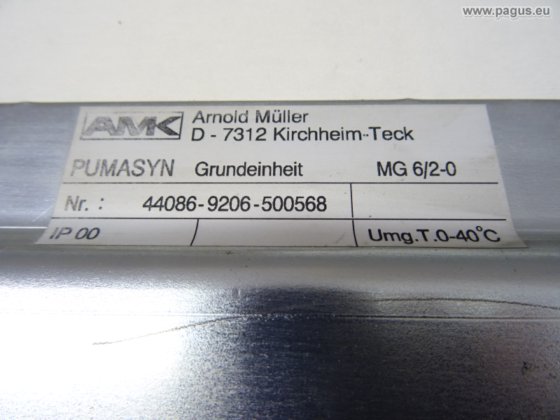 www.pagus.eu
AMK Arnold Müller
D - 7312 Kirchheim-Teck
PUMASYN Grundeinheit MG 6/2-0
Nr. : 44086-9206-500568
IP 00 Umg.T.0-40°C